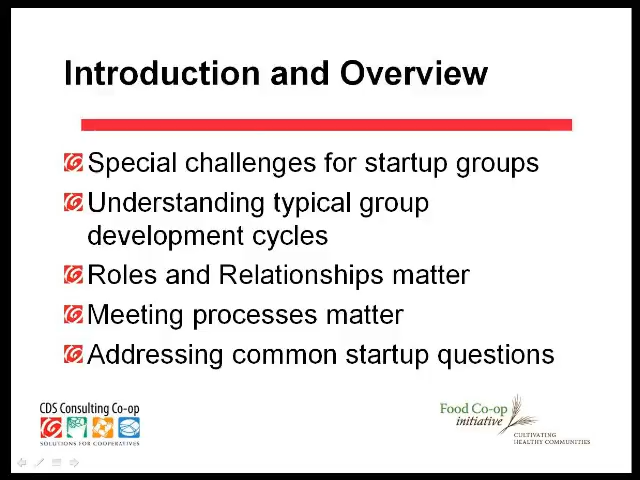 Introduction and Overview
Special challenges for startup groups
Understanding typical group
development cycles
Roles and Relationships matter
Meeting processes matter
Addressing common startup questions
CDS Consulting Co-op
SOLUTIONS FOR COOPERATIVES
Food Co-op
initiative
CULTIVATING
HEALTHY COMMUNITIES